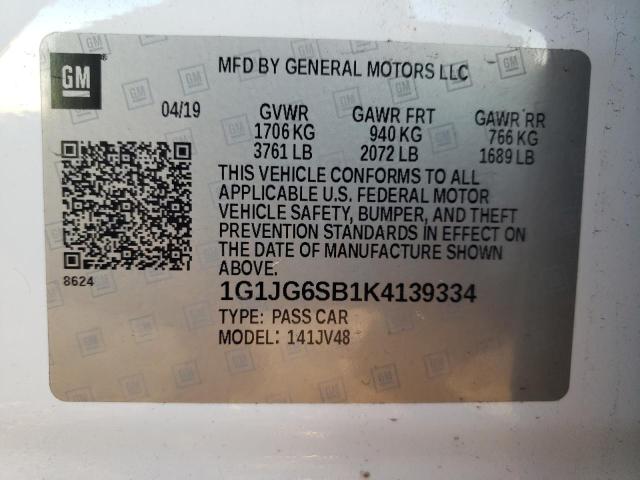 GM
MFD BY GENERAL MOTORS LLC
04/19 GVWR GAWR FRT GAWR RR
1706 KG 940 KG 766 KG
3761 LB 2072 LB 1689 LB
THIS VEHICLE CONFORMS TO ALL
APPLICABLE U.S. FEDERAL MOTOR
VEHICLE SAFETY, BUMPER, AND THEFT
PREVENTION STANDARDS IN EFFECT ON
THE DATE OF MANUFACTURE SHOWN
ABOVE.
8624
1G1JG6SB1K4139334
TYPE: PASS CAR
MODEL: 141JV48